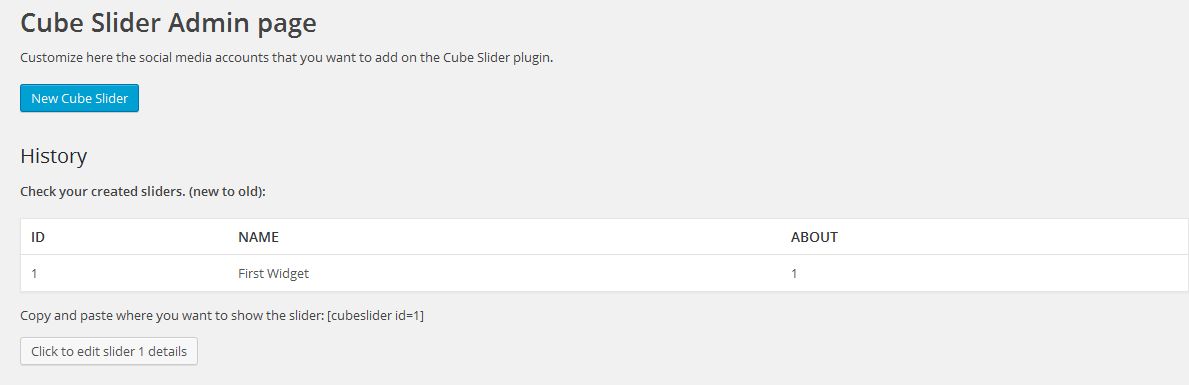 Cube Slider Admin page
Customize here the social media accounts that you want to add on the Cube Slider plugin.
New Cube Slider
History
Check your created sliders. (new to old):
ID NAME ABOUT
1 First Widget 1
Copy and paste where you want to show the slider: [cubeslider id=1]
Click to edit slider 1 details